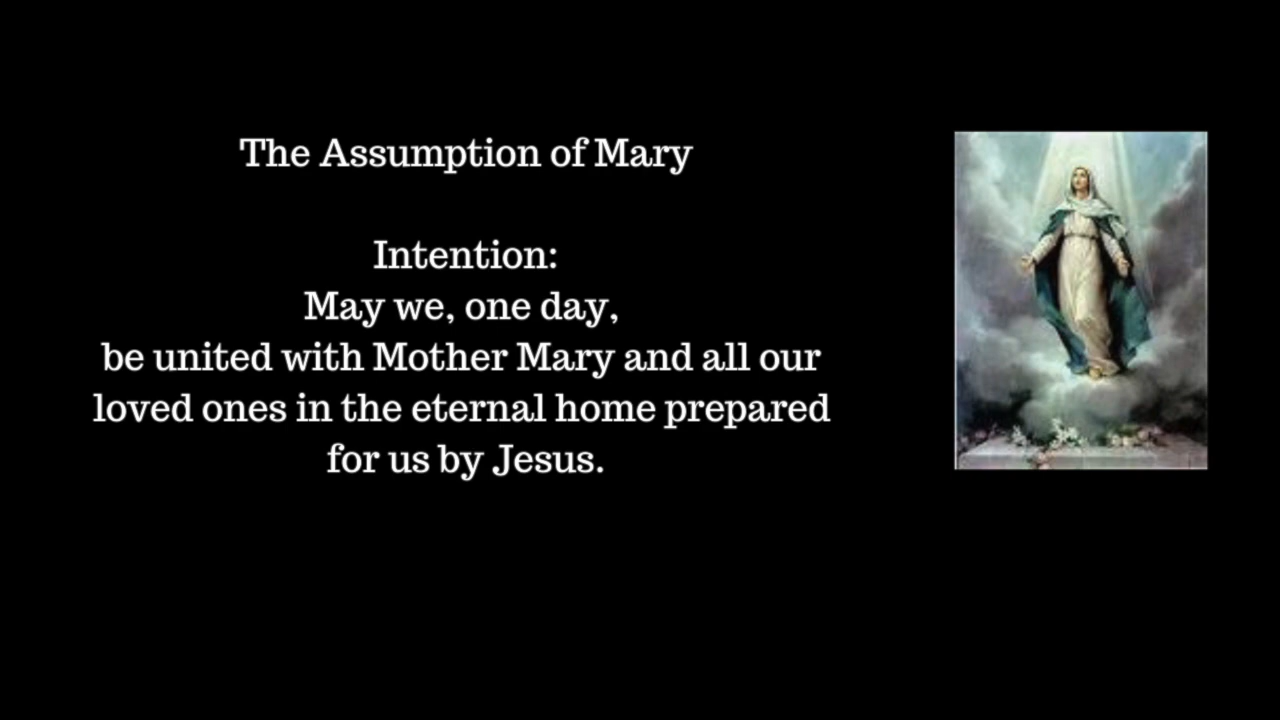 The Assumption of Mary
Intention:
May we, one day,
be united with Mother Mary and all our
loved ones in the eternal home prepared
for us by Jesus.